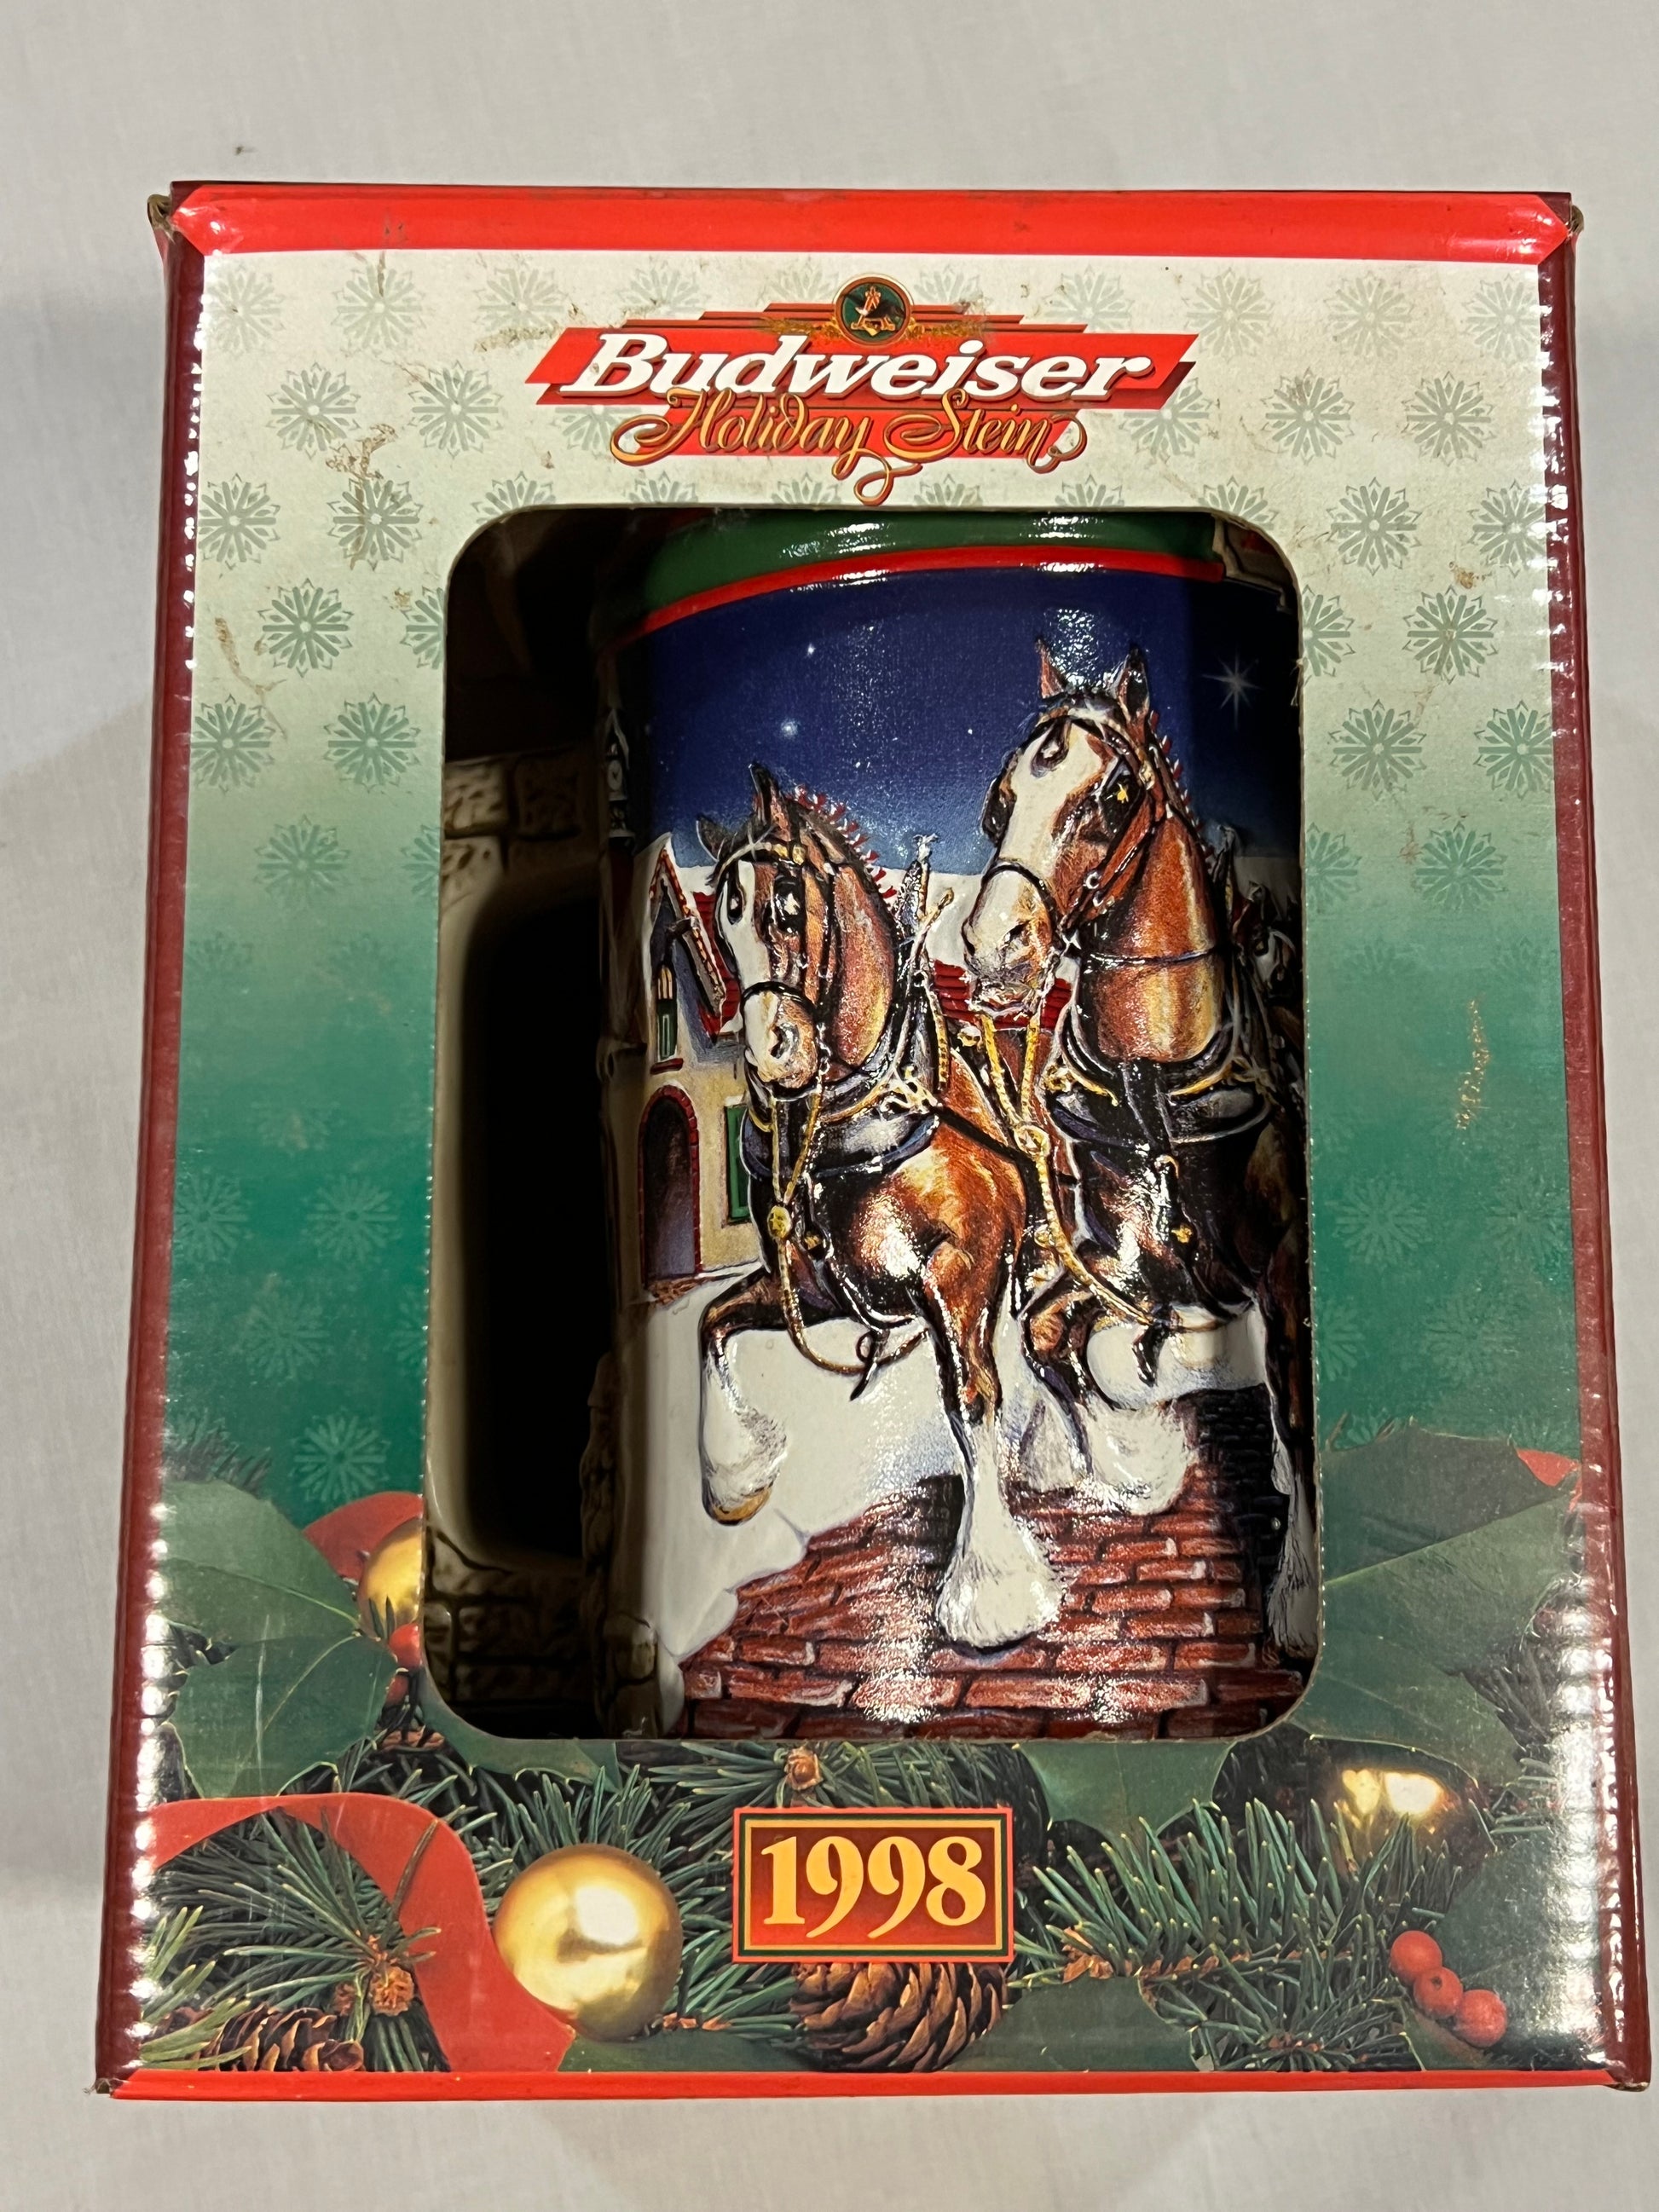 Budweiser
Holiday Stein
1998